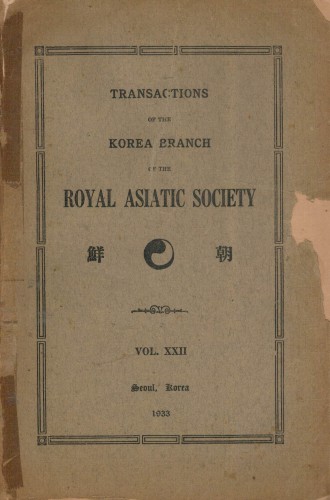 TRANSACTIONS
OF THE
KOREA BRANCH
OF THE
ROYAL ASIATIC SOCIETY
鮮 朝
VOL. XXII
Seoul, Korea
1933